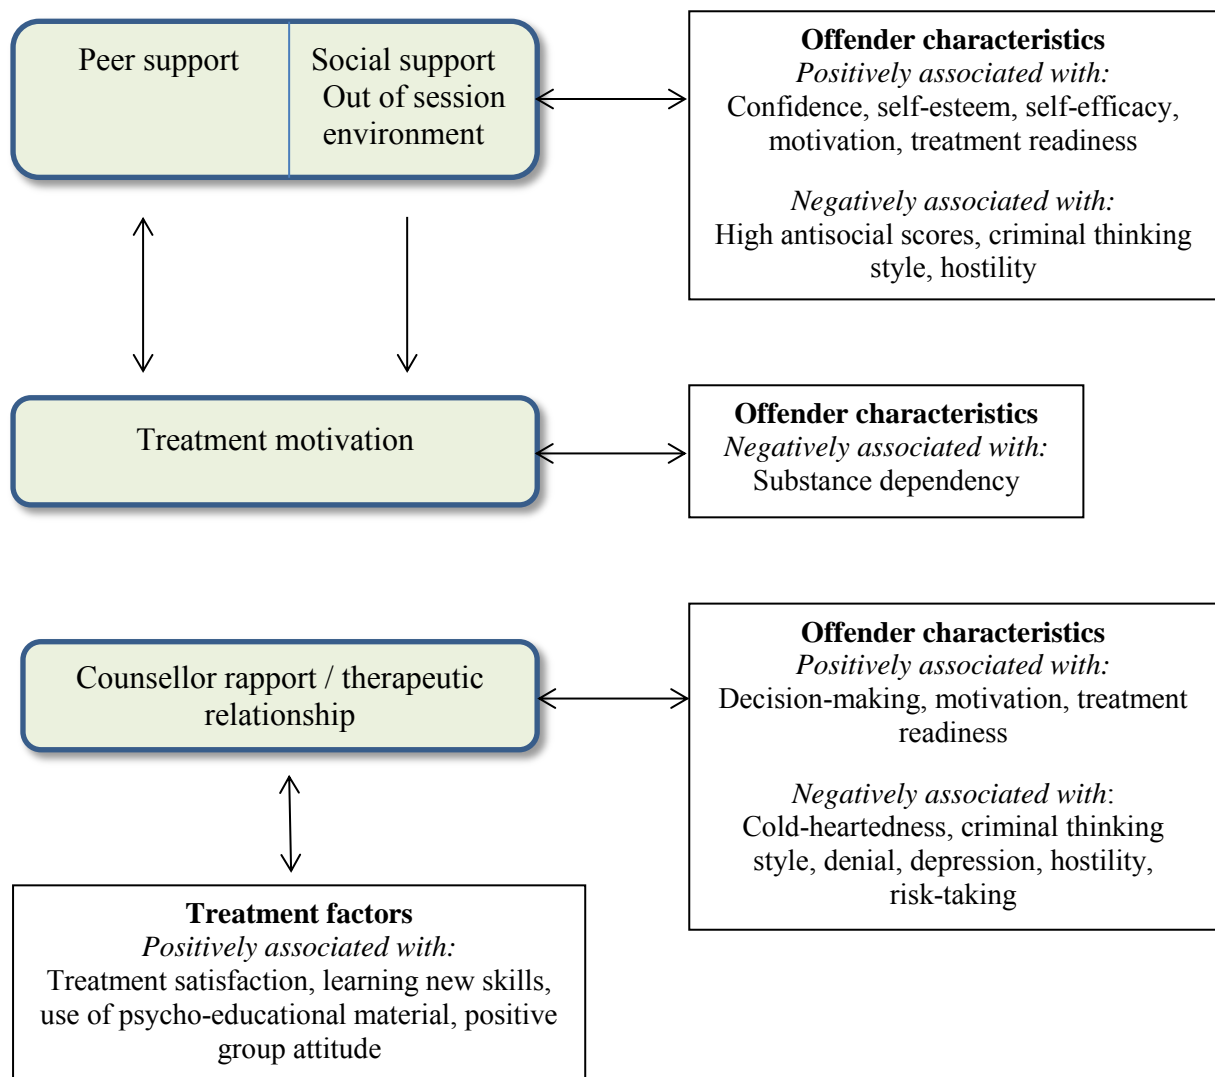 Peer support
Social support
Out of session
environment
Offender characteristics
Positively associated with:
Confidence, self-esteem, self-efficacy,
motivation, treatment readiness
Negatively associated with:
High antisocial scores, criminal thinking
style, hostility
Treatment motivation
Offender characteristics
Negatively associated with:
Substance dependency
Counsellor rapport / therapeutic
relationship
Offender characteristics
Positively associated with:
Decision-making, motivation, treatment
readiness
Negatively associated with:
Cold-heartedness, criminal thinking
style, denial, depression, hostility,
risk-taking
Treatment factors
Positively associated with:
Treatment satisfaction, learning new skills,
use of psycho-educational material, positive
group attitude